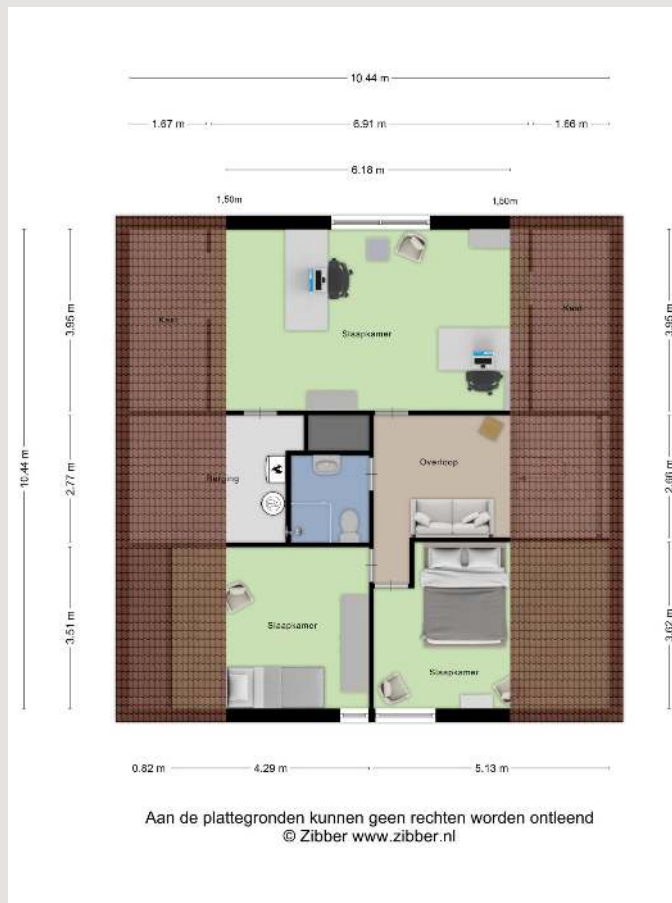 10.44 m
1.67 m
6.91 m
1.66 m
6.18 m
1,50m
1,50m
3.95 m
3.95 m
Kast
Kast
Slaapkamer
10.44 m
2.77 m
2.66 m
Berging
Overloop
3.51 m
3.62 m
Slaapkamer
Slaapkamer
0.82 m
4.29 m
5.13 m
Aan de plattegronden kunnen geen rechten worden ontleend
© Zibber www.zibber.nl